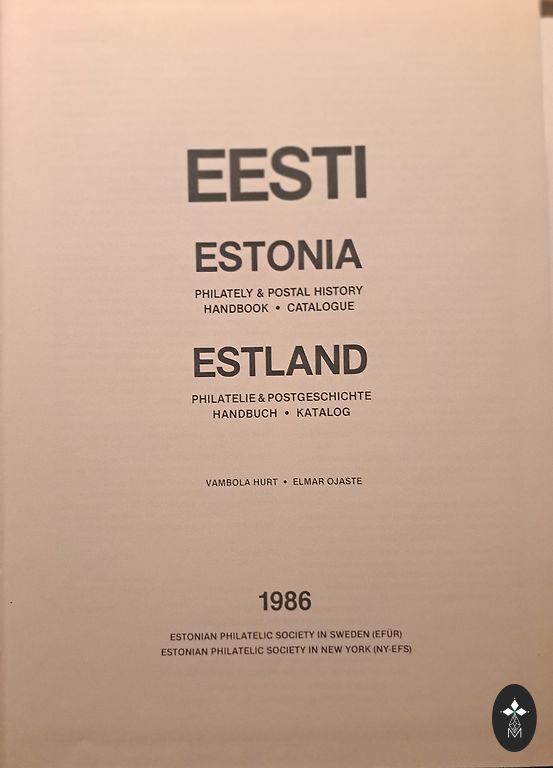 EESTI
ESTONIA
PHILATELY & POSTAL HISTORY
HANDBOOK • CATALOGUE
ESTLAND
PHILATELIE & POSTGESCHICHTE
HANDBUCH • KATALOG
VAMBOLA HURT • ELMAR OJASTE
1986
ESTONIAN PHILATELIC SOCIETY IN SWEDEN (EFÜR)
ESTONIAN PHILATELIC SOCIETY IN NEW YORK (NY-EFS)
M